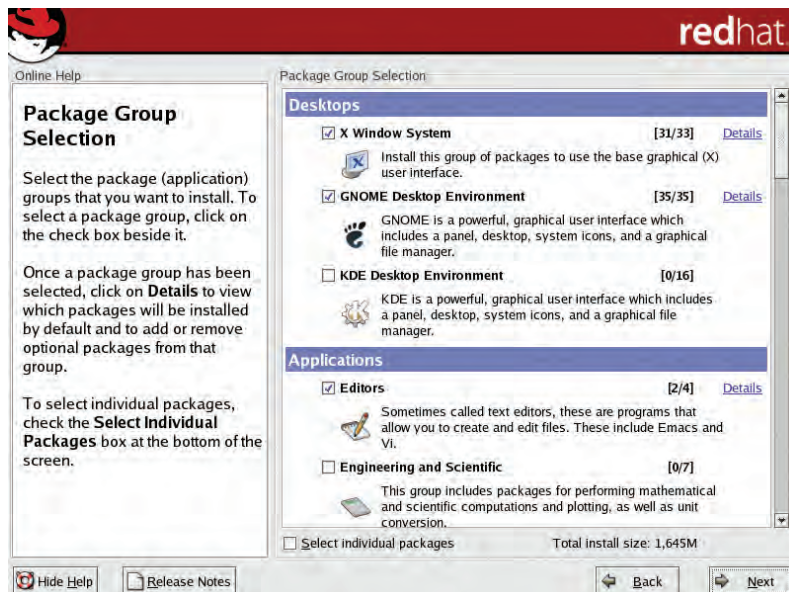 redhat.
Online Help
Package Group
Selection
Select the package (application)
groups that you want to install. To
select a package group, click on
the check box beside it.
Once a package group has been
selected, click on Details to view
which packages will be installed
by default and to add or remove
optional packages from that
group.
To select individual packages,
check the Select Individual
Packages box at the bottom of the
screen.
Package Group Selection
Desktops
X Window System [31/33] Details
Install this group of packages to use the base graphical (X)
user interface.
GNOME Desktop Environment [35/35] Details
GNOME is a powerful, graphical user interface which
includes a panel, desktop, system icons, and a graphical
file manager.
KDE Desktop Environment [0/16]
KDE is a powerful, graphical user interface which includes
a panel, desktop, system icons, and a graphical file
manager.
Applications
Editors [2/4] Details
Sometimes called text editors, these are programs that
allow you to create and edit files. These include Emacs and
Vi.
Engineering and Scientific [0/7]
This group includes packages for performing mathematical
and scientific computations and plotting, as well as unit
conversion.
Select individual packages Total install size: 1,645M
Hide Help Release Notes Back Next